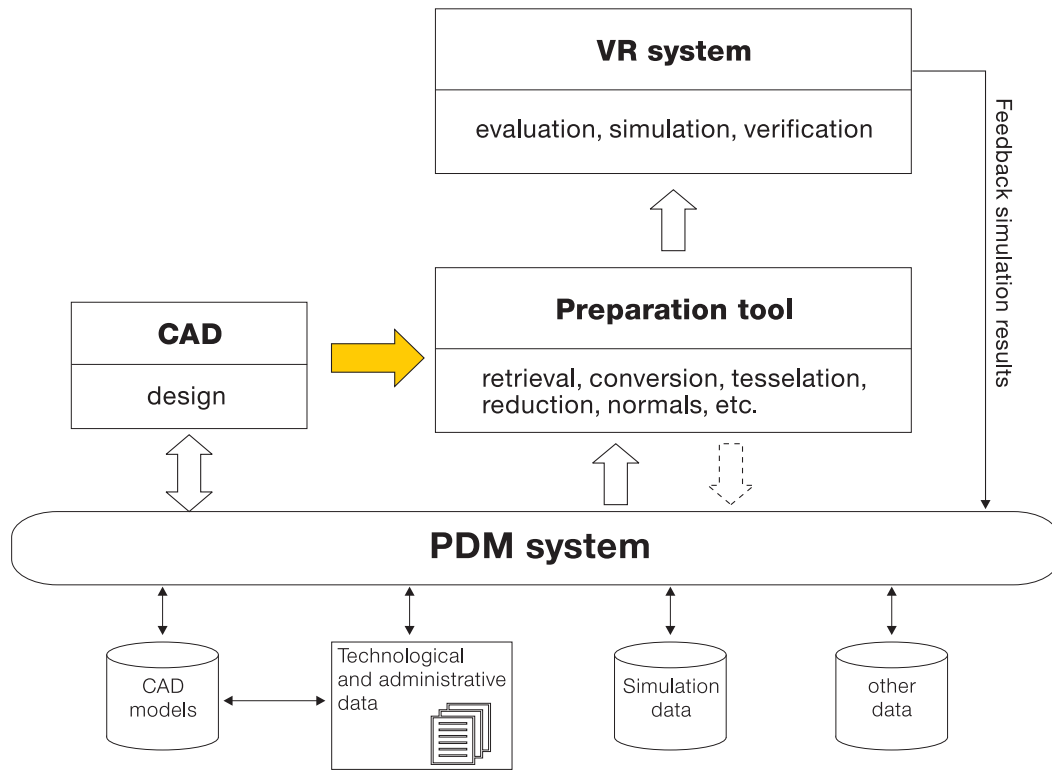 VR system
evaluation, simulation, verification
Feedback simulation results
CAD
design
Preparation tool
retrieval, conversion, tesselation,
reduction, normals, etc.
PDM system
CAD
models
Technological
and administrative
data
Simulation
data
other
data